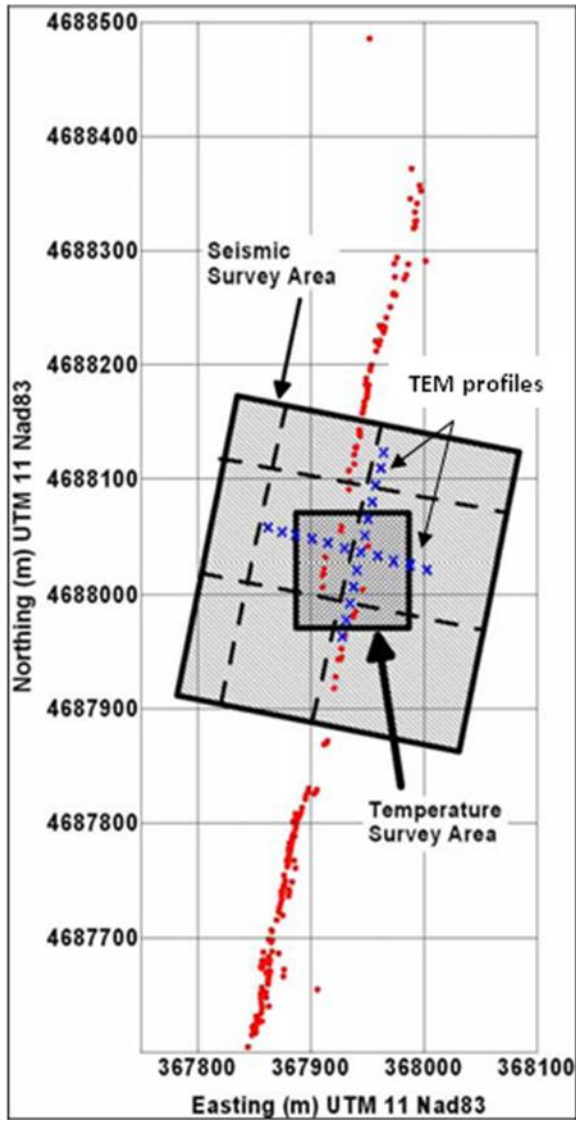 4688500
4688400
4688300
Seismic
Survey Area
4688200
TEM profiles
4688100
4688000
4687900
Temperature
Survey Area
4687800
4687700
Northing (m) UTM 11 Nad83
367800 367900 368000 368100
Easting (m) UTM 11 Nad83